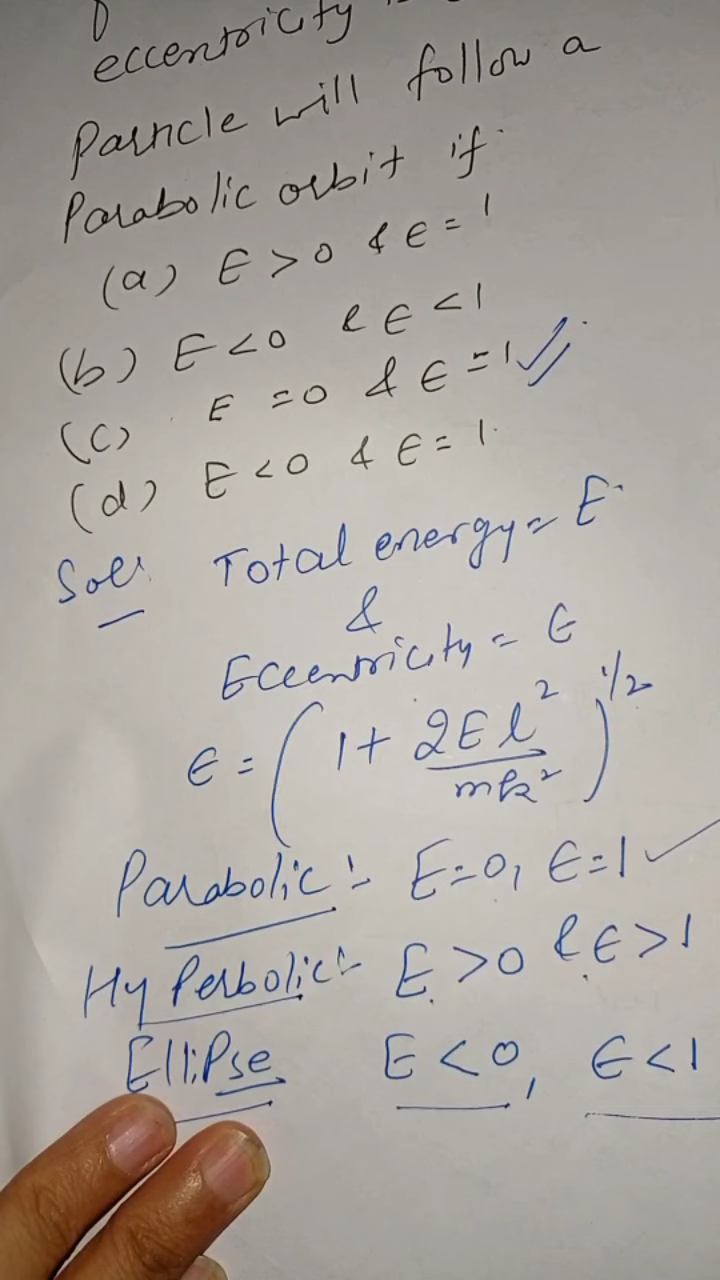 eccentricity
Particle will follow a
Parabolic orbit if
(a) E > 0 & ϵ = 1
(b) E < 0 & ϵ < 1
(c) E = 0 & ϵ = 1
(d) E < 0 & ϵ = 1
Sol: Total energy = E
&
Eccentricity = ϵ
ϵ = (1 + 2El²/mk²)^1/2
Parabolic:- E=0, ϵ=1
Hyperbolic:- E > 0 & ϵ > 1
Ellipse E < 0, ϵ < 1